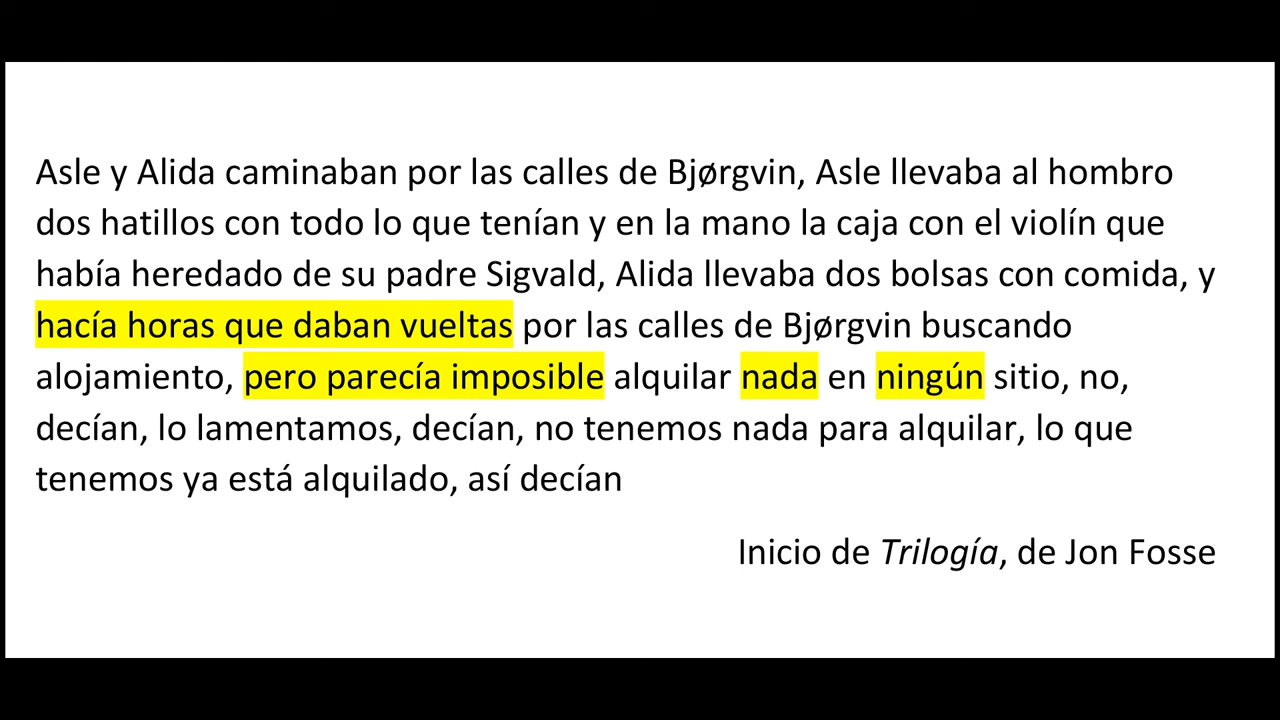 Asle y Alida caminaban por las calles de Bjørgvin, Asle llevaba al hombro
dos hatillos con todo lo que tenían y en la mano la caja con el violín que
había heredado de su padre Sigvald, Alida llevaba dos bolsas con comida, y
hacía horas que daban vueltas por las calles de Bjørgvin buscando
alojamiento, pero parecía imposible alquilar nada en ningún sitio, no,
decían, lo lamentamos, decían, no tenemos nada para alquilar, lo que
tenemos ya está alquilado, así decían
Inicio de Trilogía, de Jon Fosse